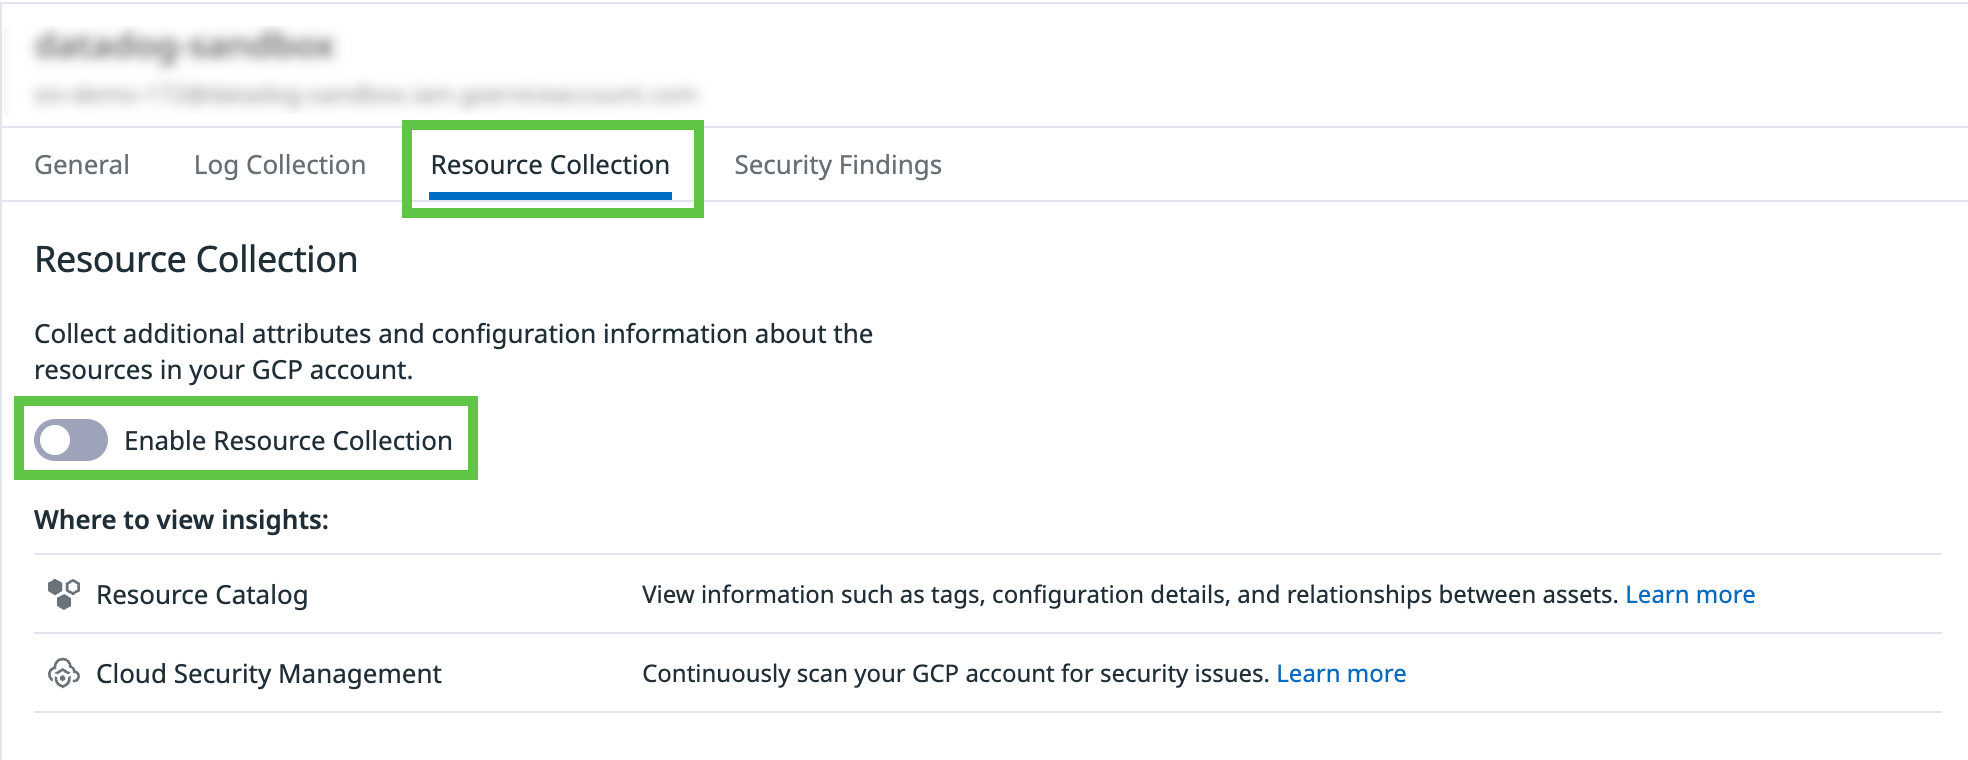 datadog-sandbox
General
Log Collection
Resource Collection
Security Findings
Resource Collection
Collect additional attributes and configuration information about the
resources in your GCP account.
Enable Resource Collection
Where to view insights:
Resource Catalog
View information such as tags, configuration details, and relationships between assets. Learn more
Cloud Security Management
Continuously scan your GCP account for security issues. Learn more